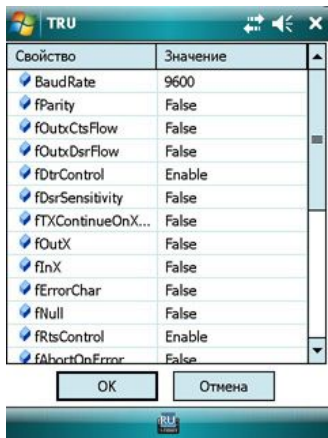 TRU
Свойство Значение
BaudRate 9600
fParity False
fOutxCtsFlow False
fOutxDsrFlow False
fDtrControl Enable
fDsrSensitivity False
fTXContinueOnX... False
fOutX False
fInX False
fErrorChar False
fNull False
fRtsControl Enable
fAbortOnError False
OK Отмена
RU